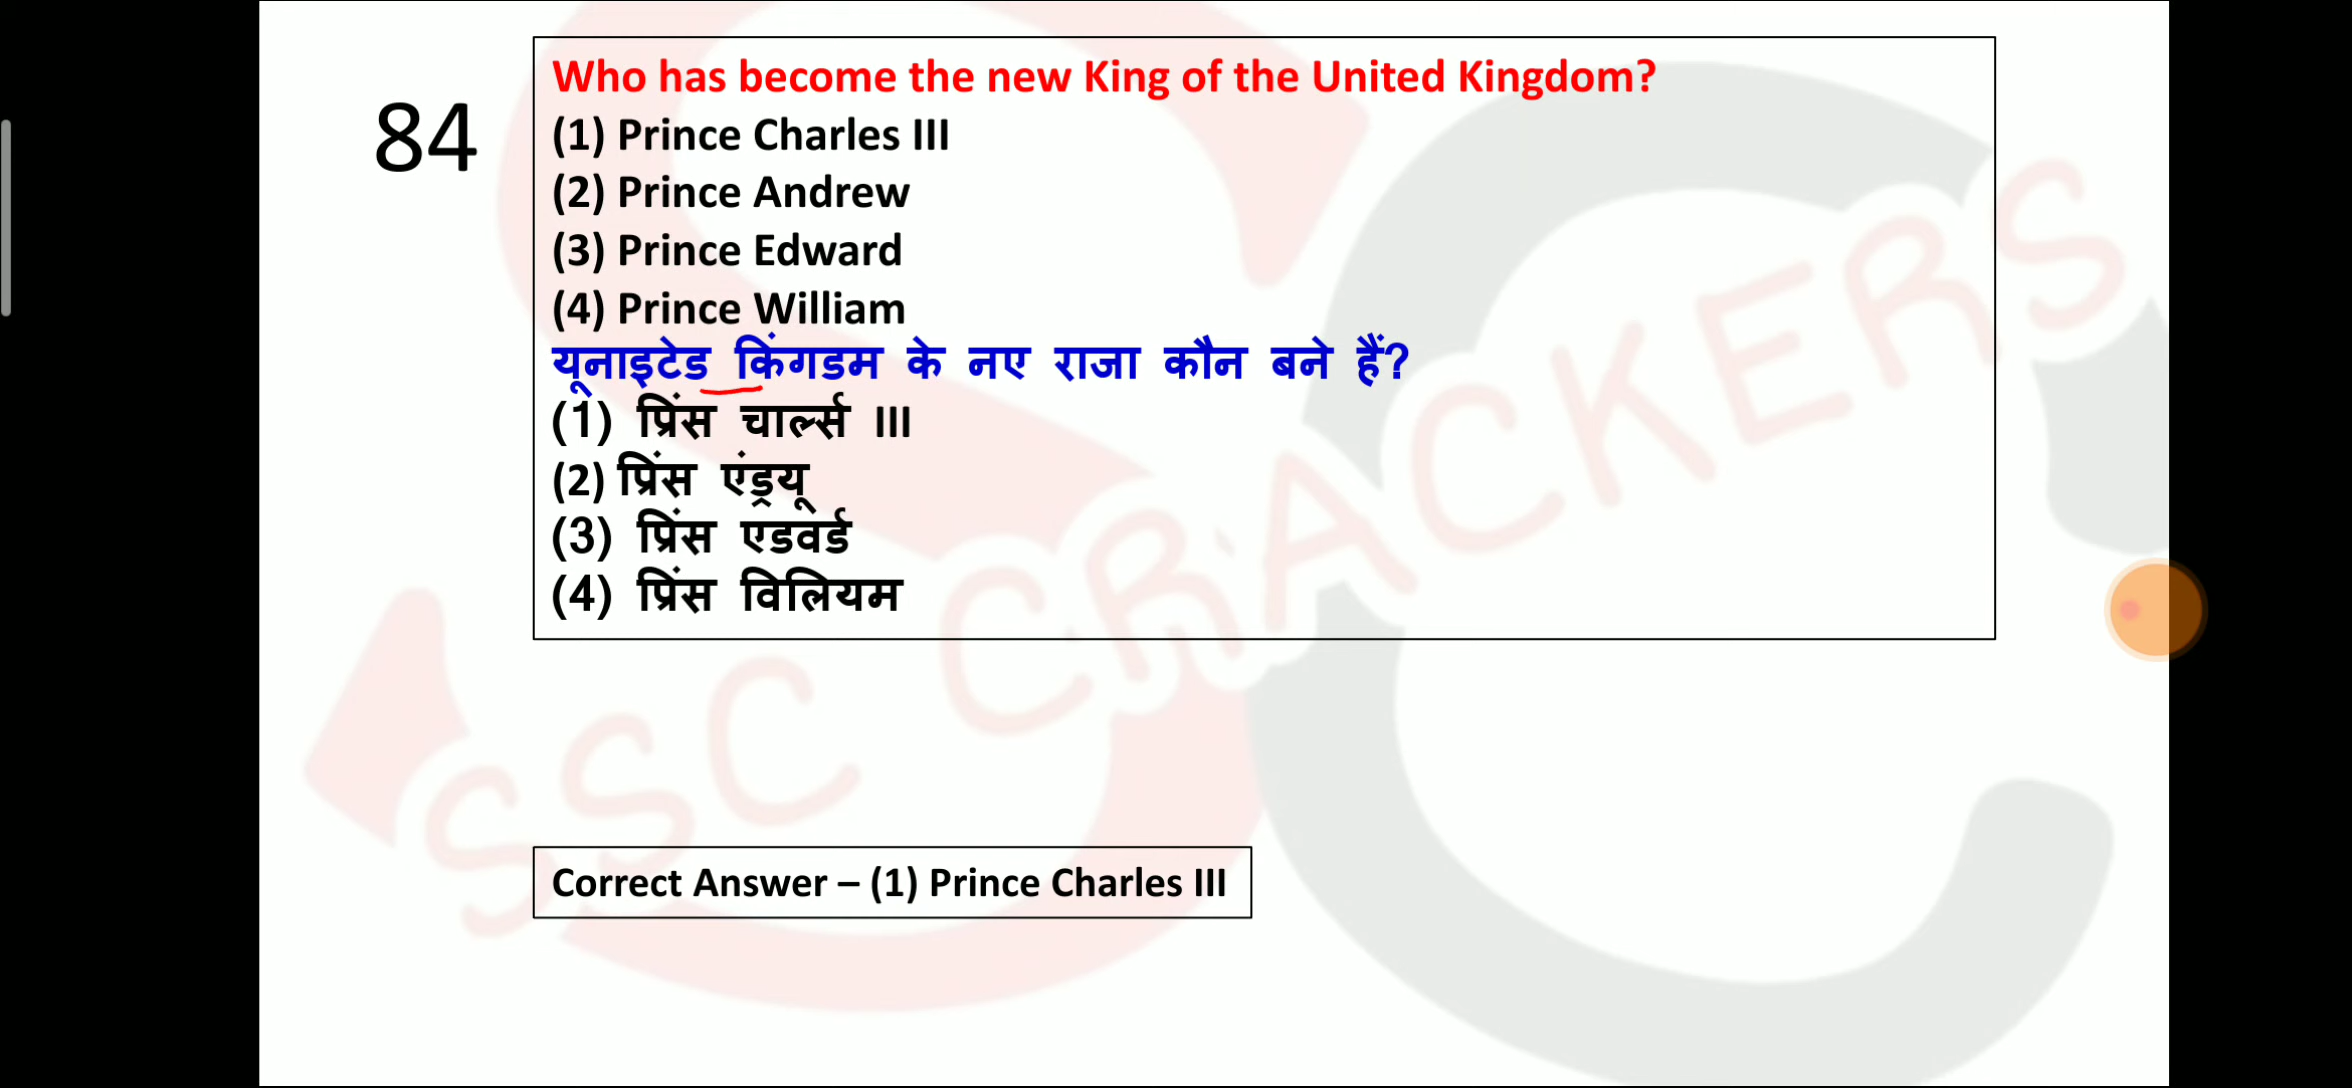 84
Who has become the new King of the United Kingdom?
(1) Prince Charles III
(2) Prince Andrew
(3) Prince Edward
(4) Prince William
यूनाइटेड किंगडम के नए राजा कौन बने हैं?
(1) प्रिंस चार्ल्स III
(2) प्रिंस एंड्रयू
(3) प्रिंस एडवर्ड
(4) प्रिंस विलियम
SSC CRACKERS
Correct Answer – (1) Prince Charles III